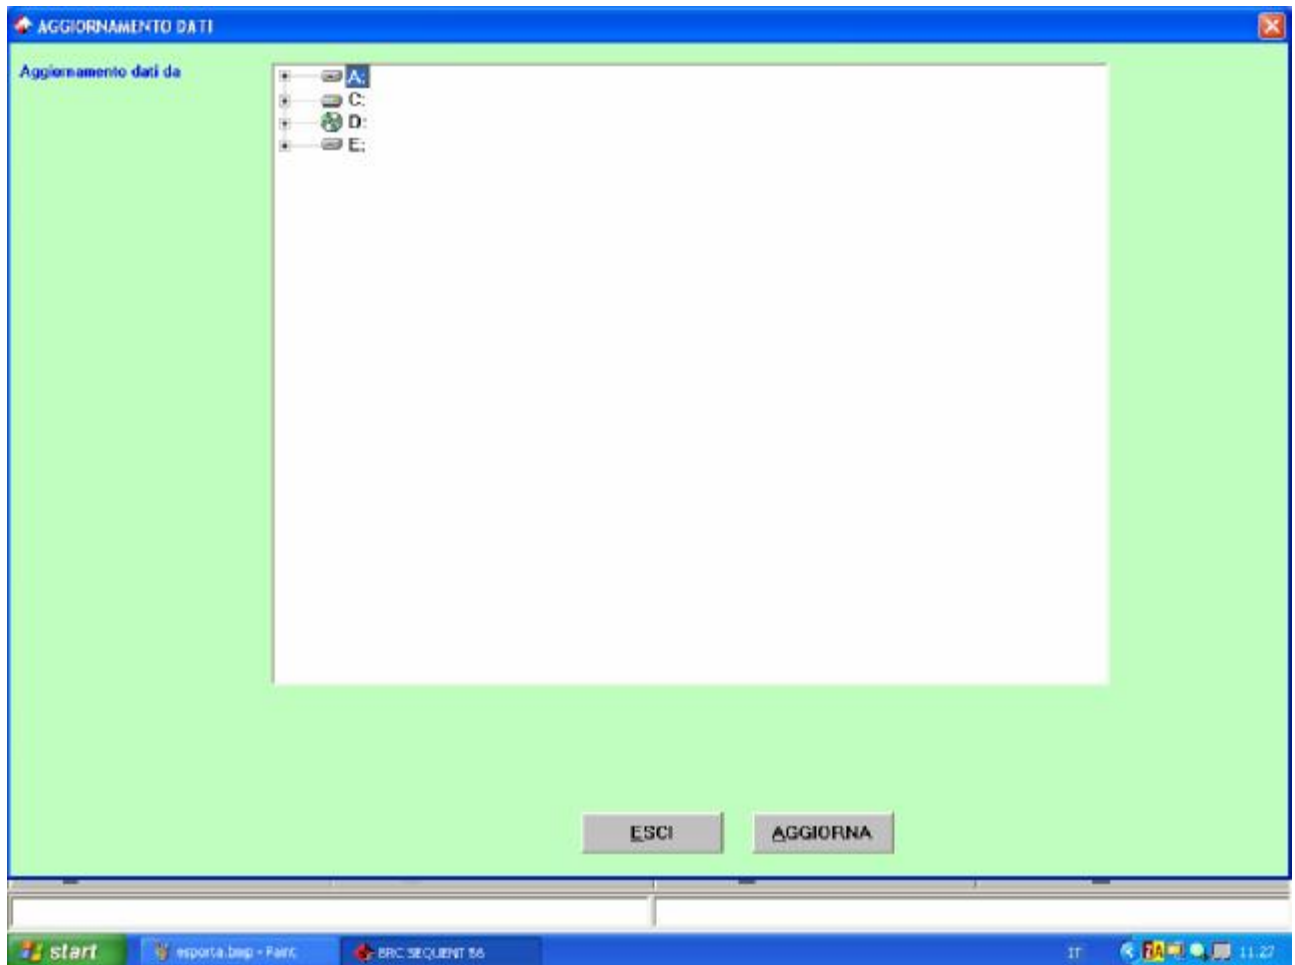 AGGIORNAMENTO DATI
Aggiornamento dati da
A:
C:
D:
E:
ESCI
AGGIORNA
start
esporta.bmp - Paint
BRC SEQUENT 56
IT
11.27